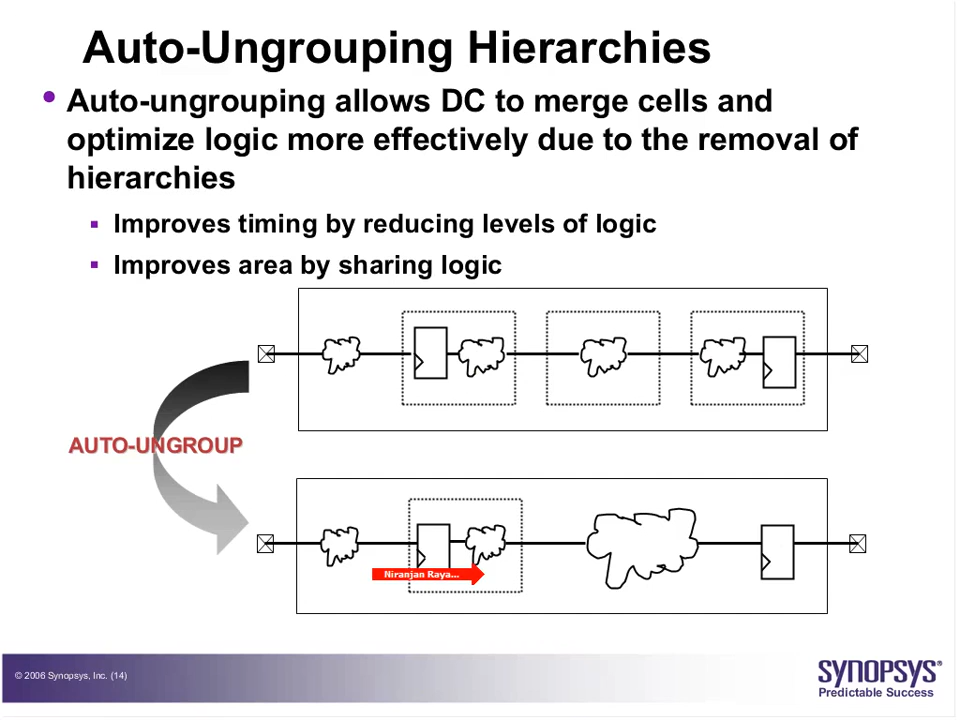 Auto-Ungrouping Hierarchies
• Auto-ungrouping allows DC to merge cells and
optimize logic more effectively due to the removal of
hierarchies
▪ Improves timing by reducing levels of logic
▪ Improves area by sharing logic
AUTO-UNGROUP
Niranjan Raya...
© 2006 Synopsys, Inc. (14)
SYNOPSYS®
Predictable Success